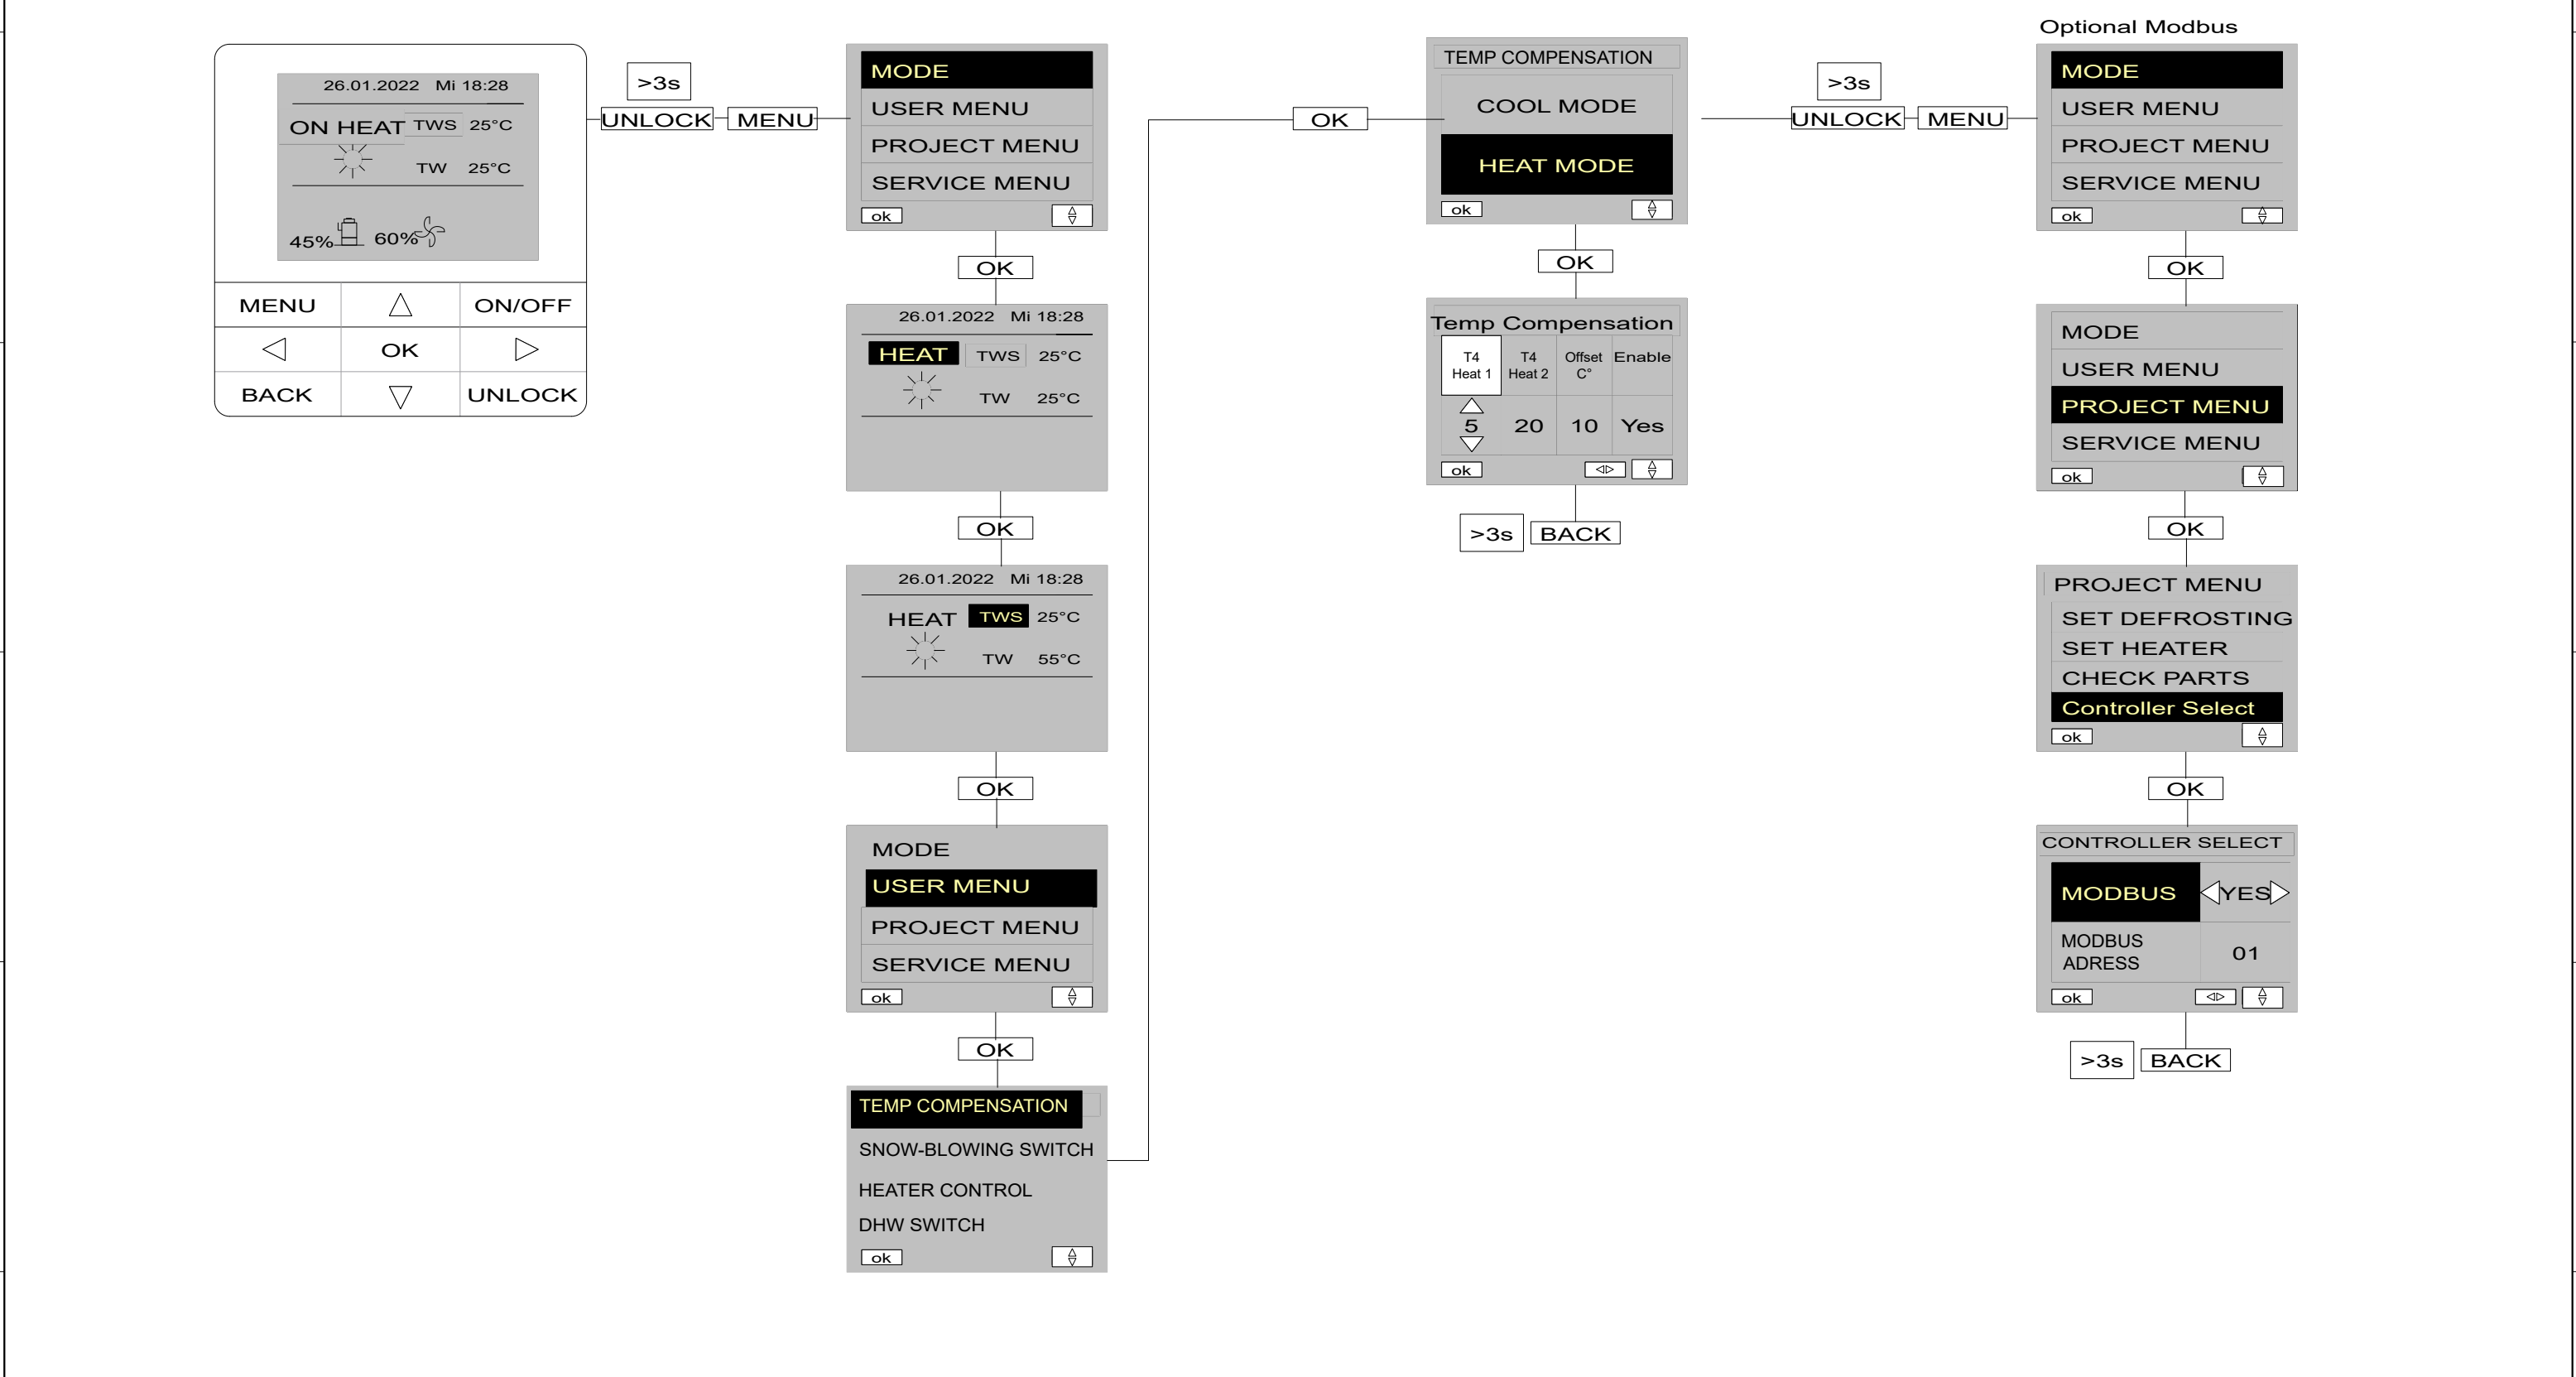 26.01.2022 Mi 18:28
ON HEAT TWS 25°C
TW 25°C
45% 60%
MENU ON/OFF
OK
BACK UNLOCK
>3s
UNLOCK MENU
MODE
USER MENU
PROJECT MENU
SERVICE MENU
ok
OK
26.01.2022 Mi 18:28
HEAT TWS 25°C
TW 25°C
OK
26.01.2022 Mi 18:28
HEAT TWS 25°C
TW 55°C
OK
MODE
USER MENU
PROJECT MENU
SERVICE MENU
ok
OK
TEMP COMPENSATION
SNOW-BLOWING SWITCH
HEATER CONTROL
DHW SWITCH
ok
OK
TEMP COMPENSATION
COOL MODE
HEAT MODE
ok
OK
Temp Compensation
T4 T4 Offset Enable
Heat 1 Heat 2 C°
5 20 10 Yes
ok
>3s BACK
>3s
UNLOCK MENU
Optional Modbus
MODE
USER MENU
PROJECT MENU
SERVICE MENU
ok
OK
MODE
USER MENU
PROJECT MENU
SERVICE MENU
ok
OK
PROJECT MENU
SET DEFROSTING
SET HEATER
CHECK PARTS
Controller Select
ok
OK
CONTROLLER SELECT
MODBUS YES
MODBUS
ADRESS
01
ok
>3s BACK